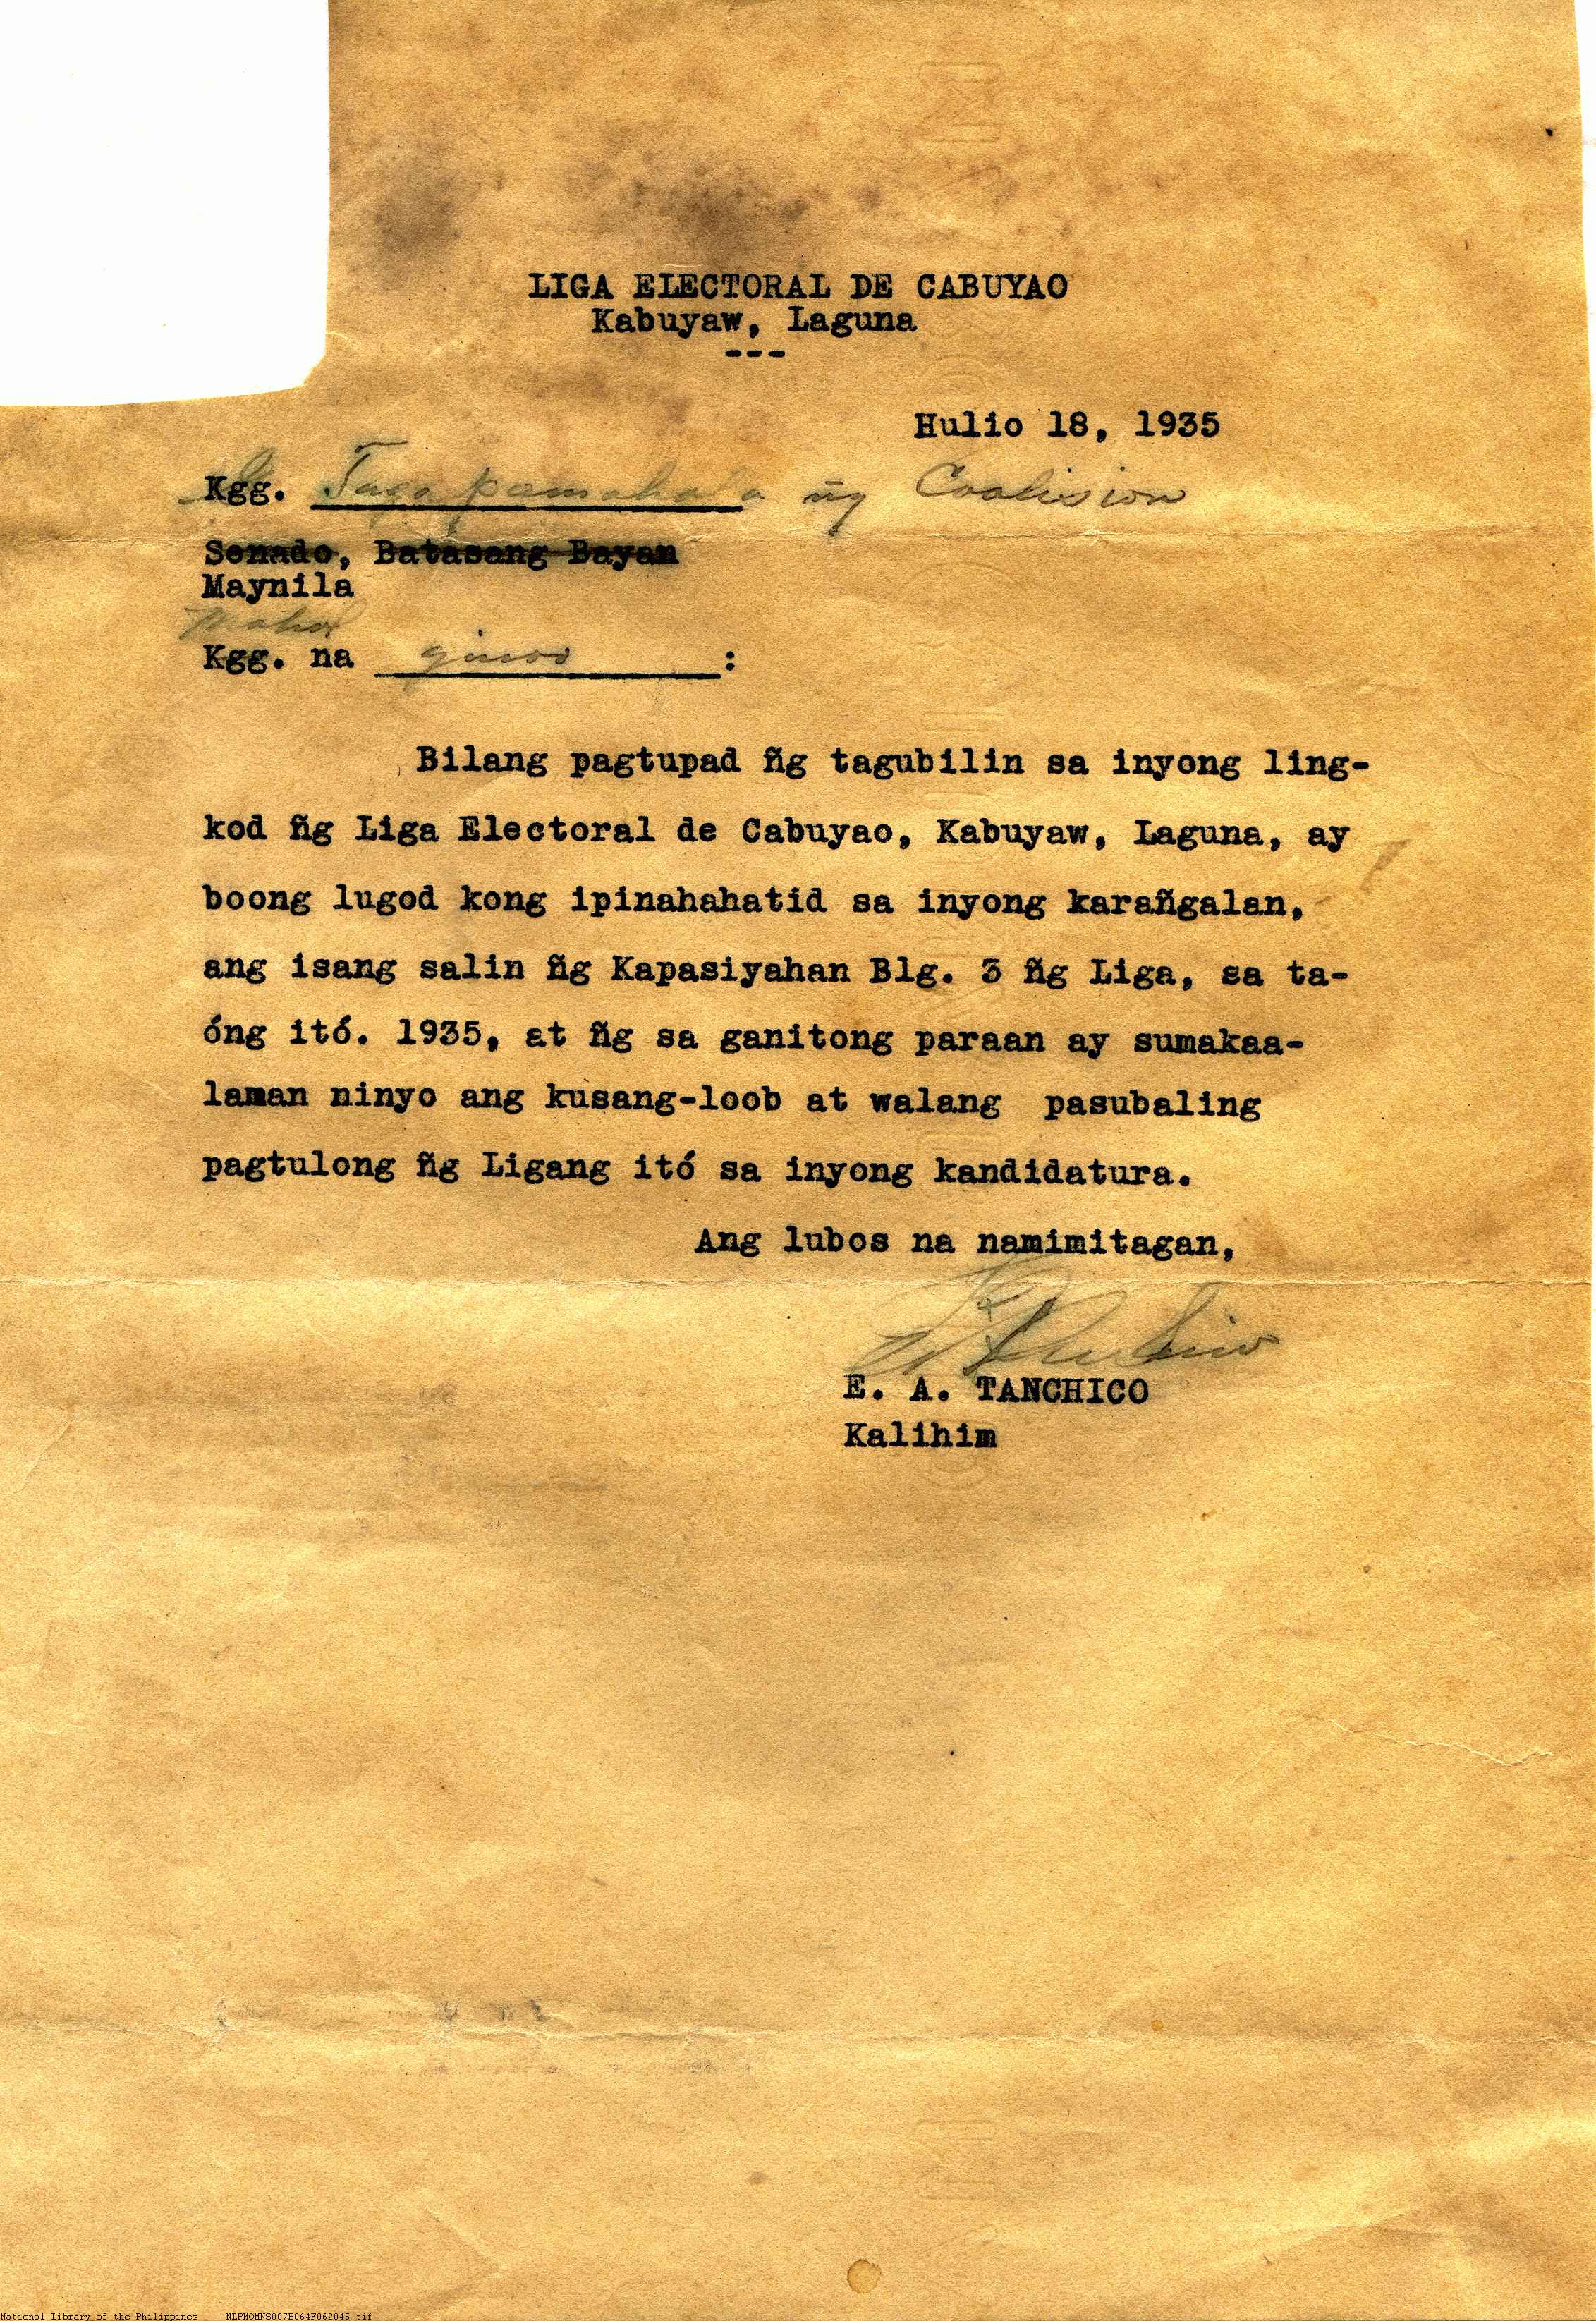 LIGA ELECTORAL DE CABUYAO
Kabuyaw, Laguna
---
Hulio 18, 1935
Kgg. Tagapamahala ñg Coalision
Senado, Batasang Bayan
Maynila
Mahal
Kgg. na ginoo :
Bilang pagtupad ñg tagubilin sa inyong ling-
kod ñg Liga Electoral de Cabuyao, Kabuyaw, Laguna, ay
boong lugod kong ipinahahatid sa inyong karañgalan,
ang isang salin ñg Kapasiyahan Blg. 3 ñg Liga, sa ta-
óng itó. 1935, at ñg sa ganitong paraan ay sumakaa-
laman ninyo ang kusang-loob at walang pasubaling
pagtulong ñg Ligang itó sa inyong kandidatura.
Ang lubos na namimitagan,
E. A. TANCHICO
Kalihim
National Library of the Philippines NLPMQMNS007B064F062045.tif